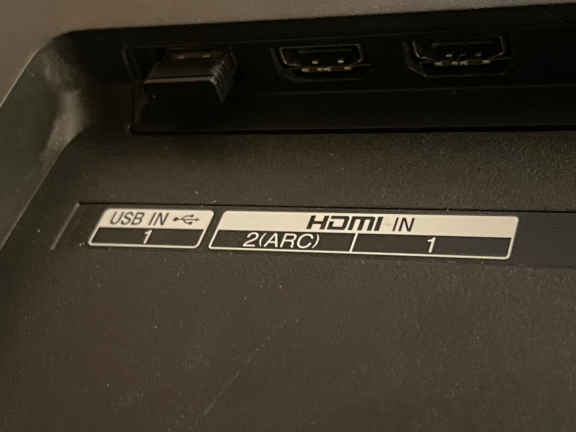 USB IN
1
HDMI IN
2(ARC)
1